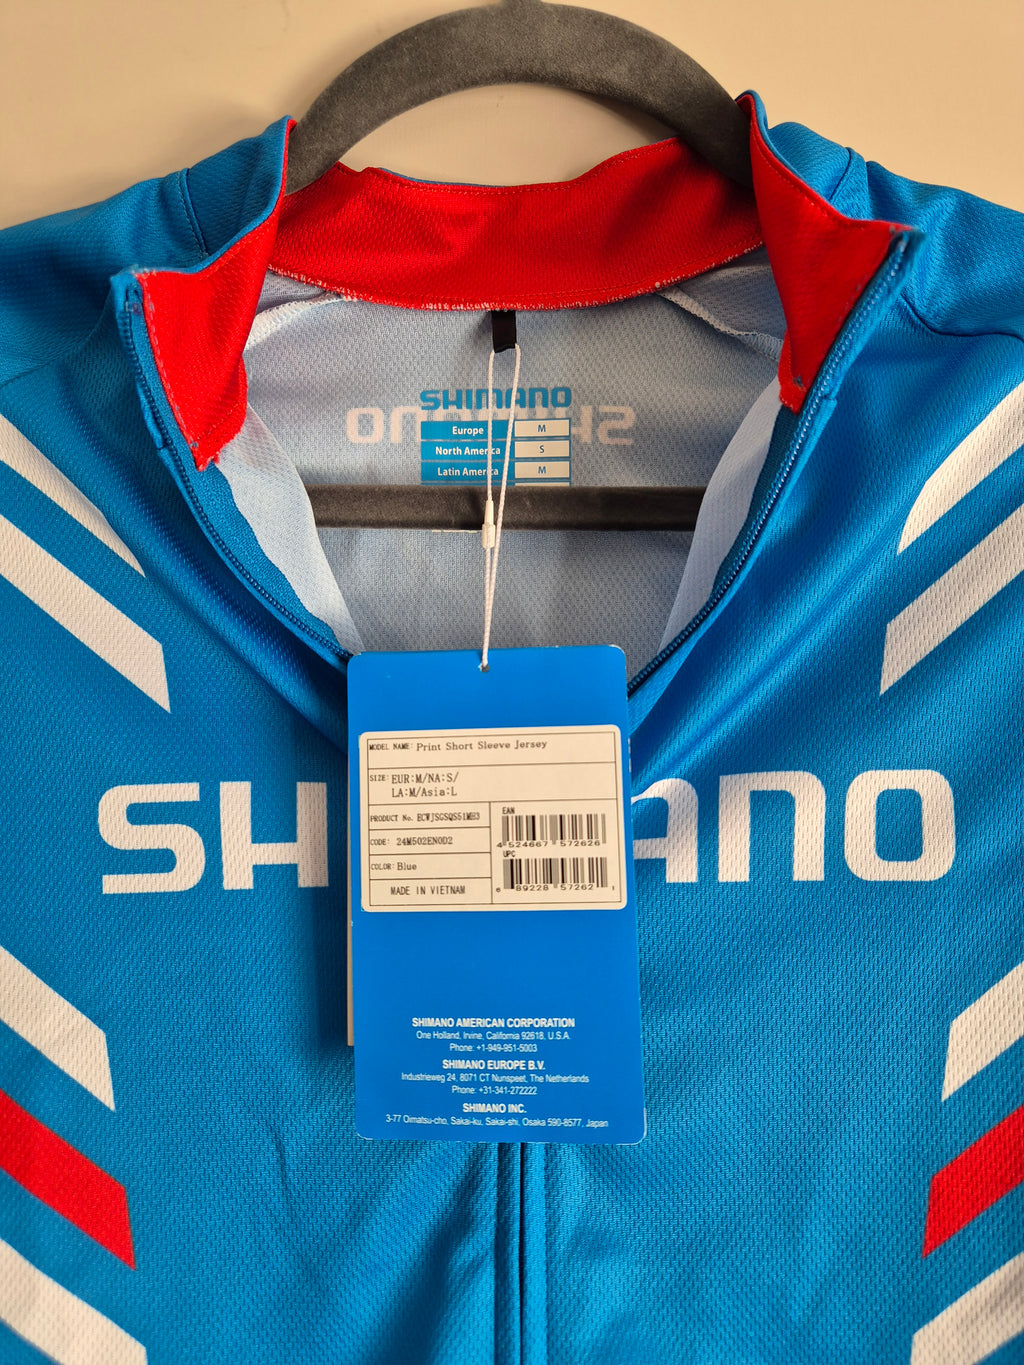 SHIMANO
Europe M
North America S
Latin America M
MODEL NAME: Print Short Sleeve Jersey
SIZE: EUR:M/NA:S/
LA:M/Asia:L
PRODUCT No. ECWJSGSQS51MB3
CODE: 24M502EN0D2
COLOR: Blue
MADE IN VIETNAM
EAN
4 524667 572626
UPC
6 89228 57262 1
SH ANO
SHIMANO AMERICAN CORPORATION
One Holland, Irvine, California 92618, U.S.A.
Phone: +1-949-951-5003
SHIMANO EUROPE B.V.
Industrieweg 24, 8071 CT Nunspeet, The Netherlands
Phone: +31-341-272222
SHIMANO INC.
3-77 Oimatsu-cho, Sakai-ku, Sakai-shi, Osaka 590-8577, Japan